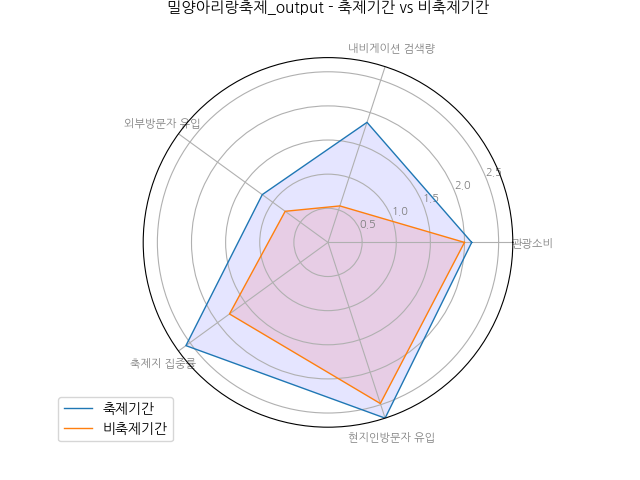 밀양아리랑축제_output - 축제기간 vs 비축제기간
내비게이션 검색량
외부방문자 유입
2.5
2.0
1.5
1.0
0.5
관광소비
축제지 집중률
현지인방문자 유입
축제기간
비축제기간